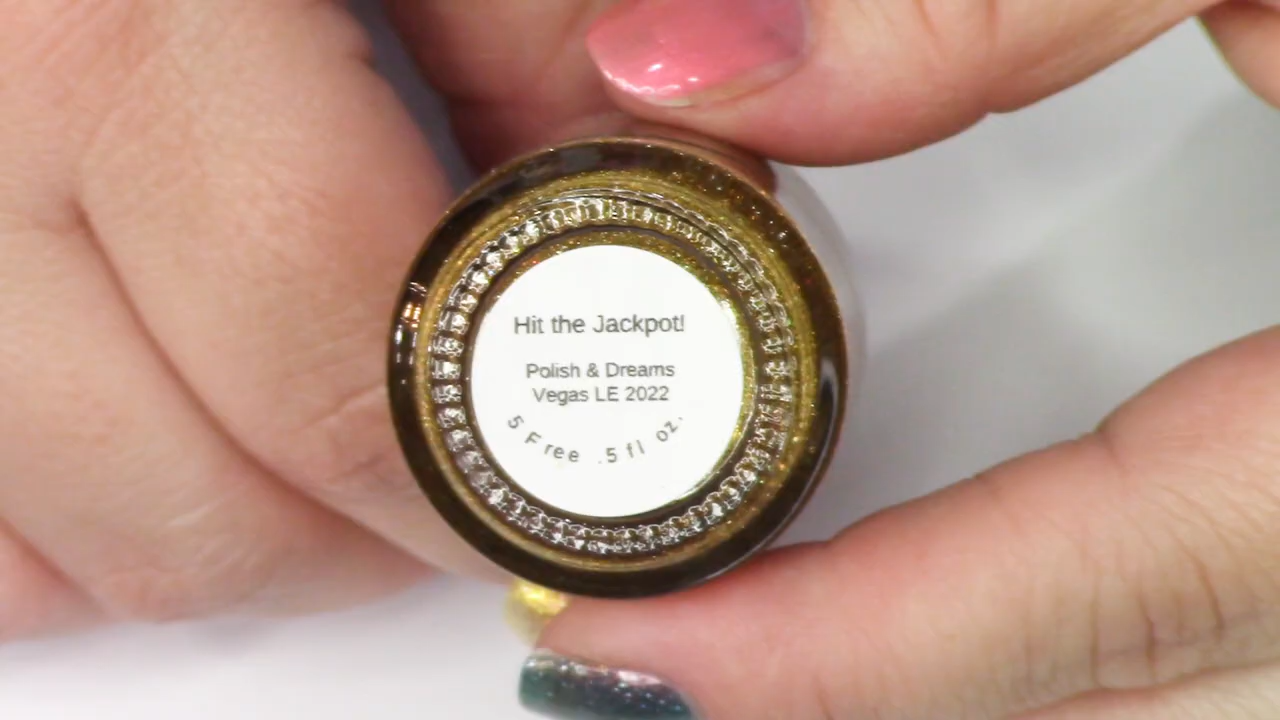 Hit the Jackpot!
Polish & Dreams
Vegas LE 2022
5 Free .5 fl oz.